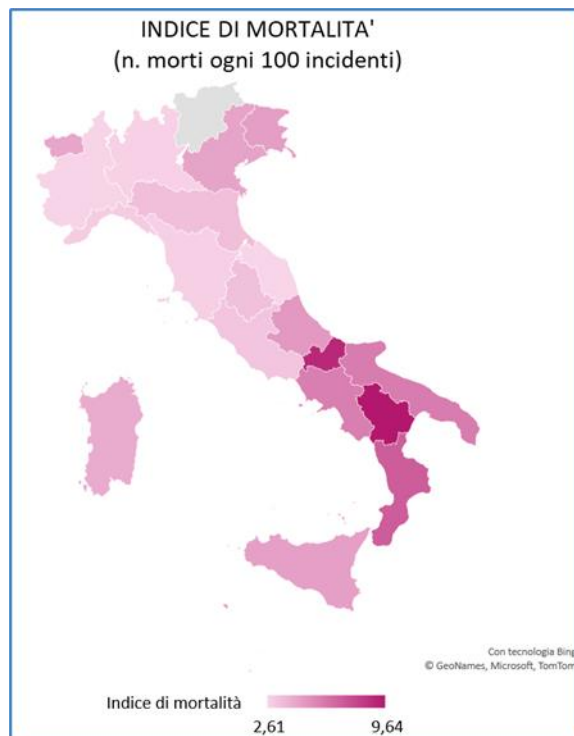 INDICE DI MORTALITA'
(n. morti ogni 100 incidenti)
Con tecnologia Bing
© GeoNames, Microsoft, TomTom
Indice di mortalità
2,61 9,64